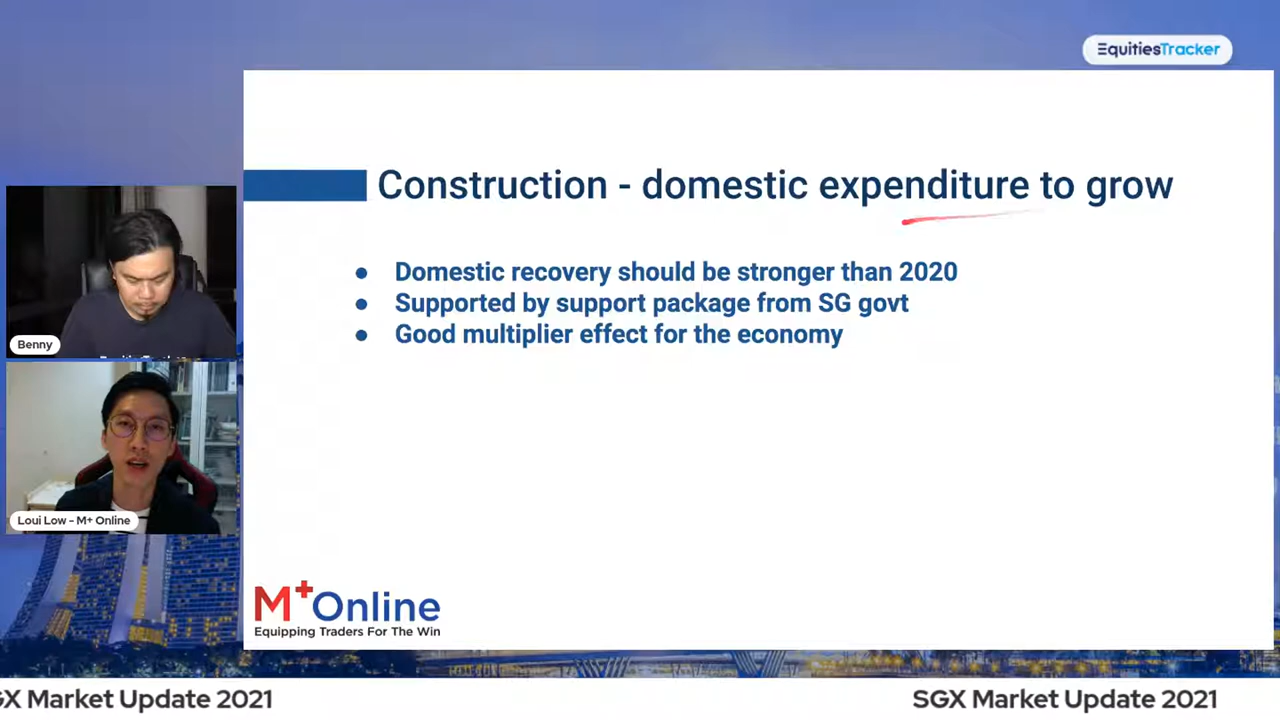 EquitiesTracker
Construction - domestic expenditure to grow
● Domestic recovery should be stronger than 2020
● Supported by support package from SG govt
● Good multiplier effect for the economy
Benny
Loui Low - M+ Online
M+Online
Equipping Traders For The Win
GX Market Update 2021
SGX Market Update 2021